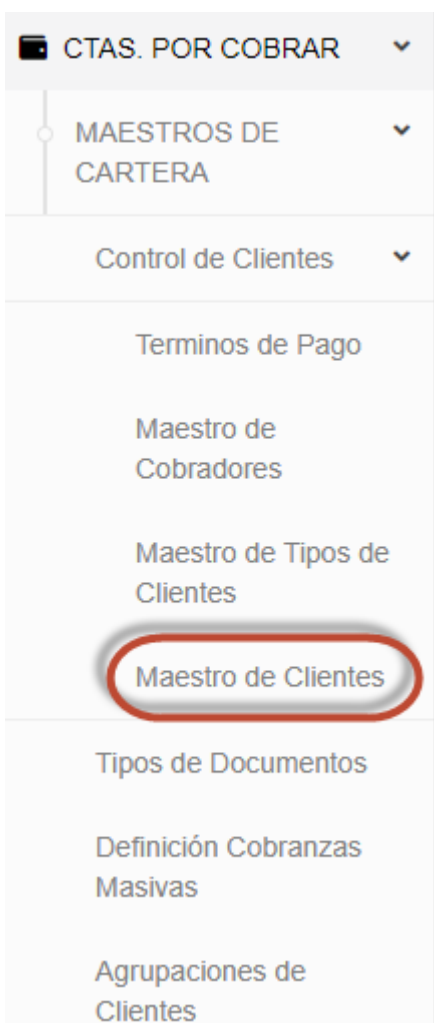 CTAS. POR COBRAR
MAESTROS DE
CARTERA
Control de Clientes
Terminos de Pago
Maestro de
Cobradores
Maestro de Tipos de
Clientes
Maestro de Clientes
Tipos de Documentos
Definición Cobranzas
Masivas
Agrupaciones de
Clientes